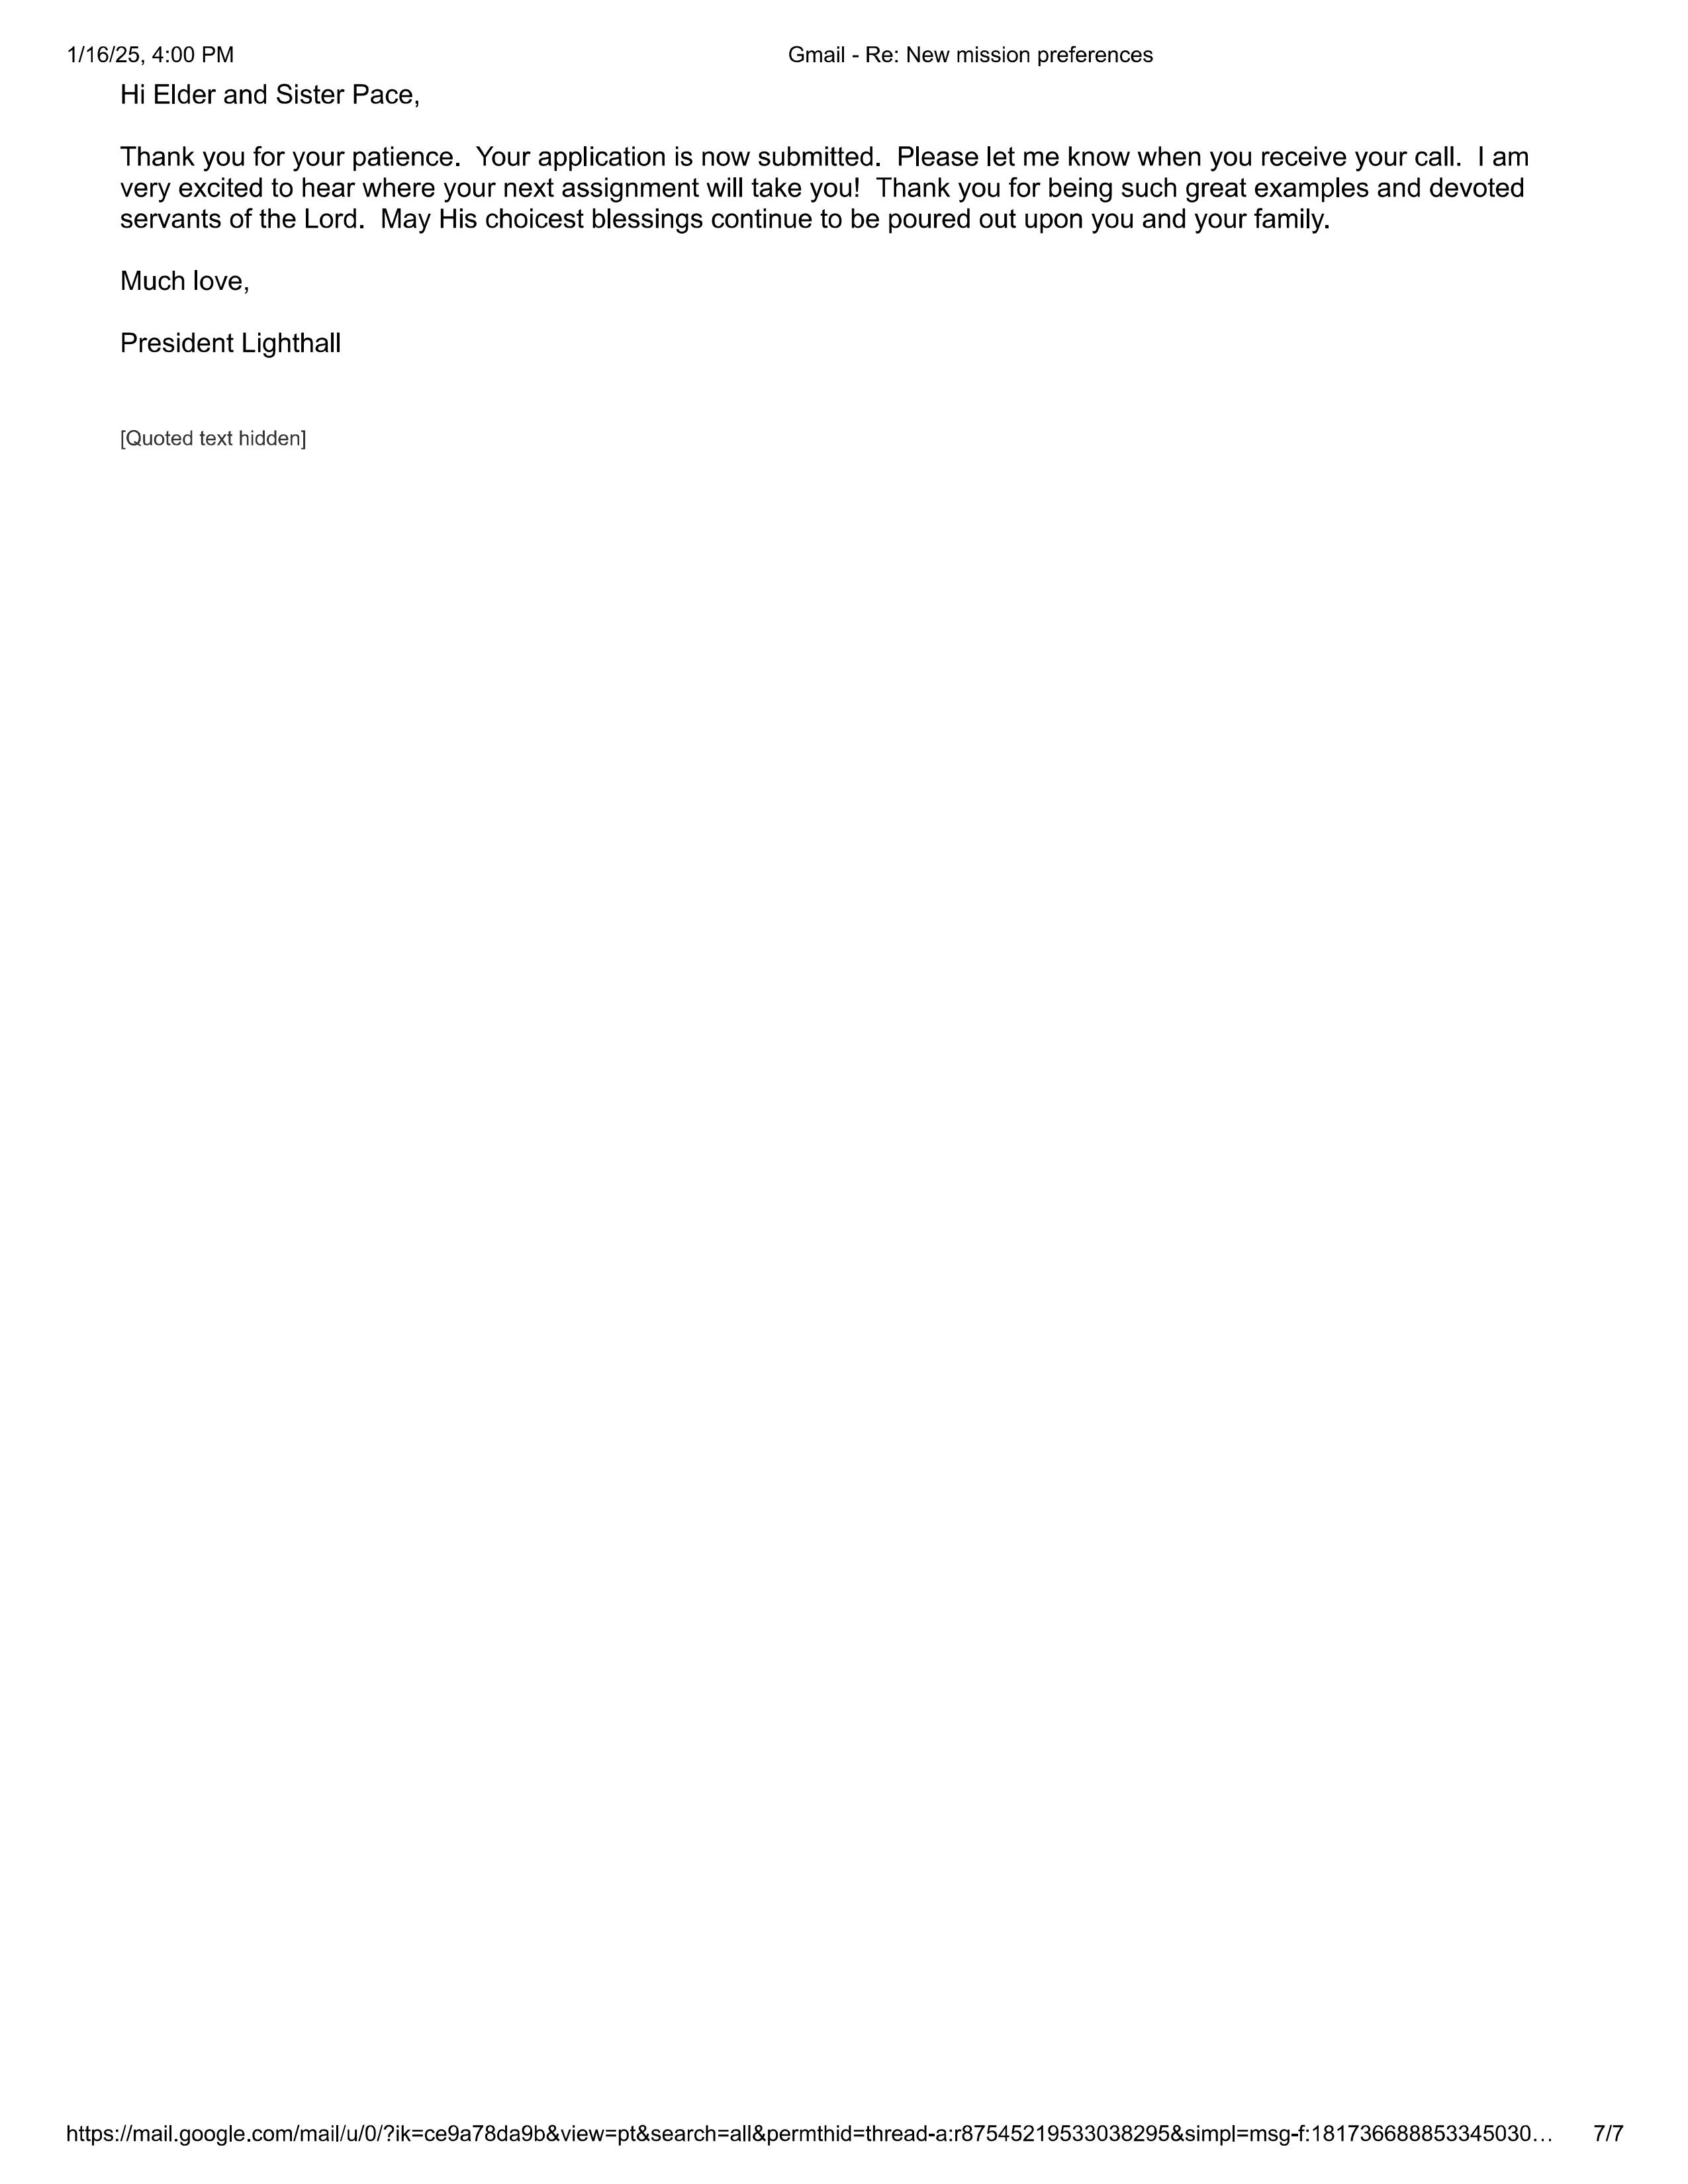 1/16/25, 4:00 PM Gmail - Re: New mission preferences
Hi Elder and Sister Pace,
Thank you for your patience.  Your application is now submitted.  Please let me know when you receive your call.  I am
very excited to hear where your next assignment will take you!  Thank you for being such great examples and devoted
servants of the Lord.  May His choicest blessings continue to be poured out upon you and your family.
Much love,
President Lighthall
[Quoted text hidden]
https://mail.google.com/mail/u/0/?ik=ce9a78da9b&view=pt&search=all&permthid=thread-a:r87545219533038295&simpl=msg-f:181736688853345030… 7/7